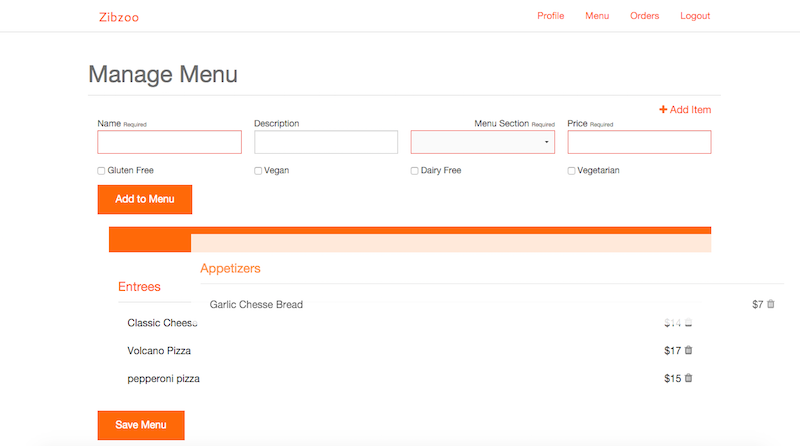 Zibzoo
Profile Menu Orders Logout
Manage Menu
Add Item
Name Required Description Menu Section Required Price Required
Gluten Free Vegan Dairy Free Vegetarian
Add to Menu
Appetizers
Entrees
Garlic Chesse Bread $7
Classic Cheese $14
Volcano Pizza $17
pepperoni pizza $15
Save Menu